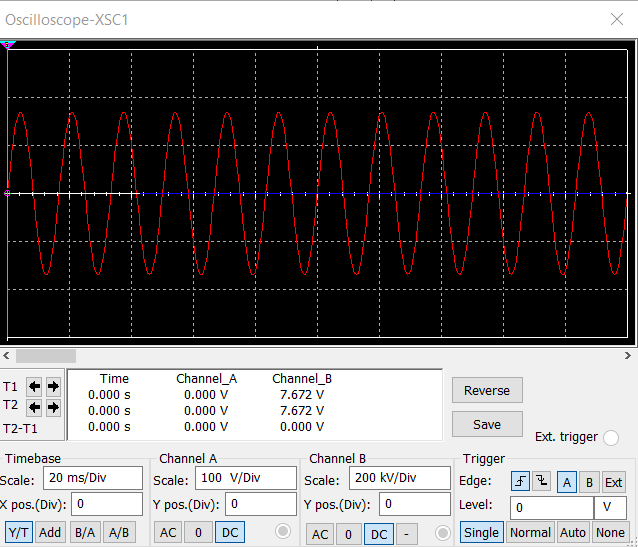 Oscilloscope-XSC1
Time Channel_A Channel_B
T1 0.000 s 0.000 V 7.672 V
T2 0.000 s 0.000 V 7.672 V
T2-T1 0.000 s 0.000 V 0.000 V
Reverse
Save
Ext. trigger
Timebase
Scale: 20 ms/Div
X pos.(Div): 0
Y/T Add B/A A/B
Channel A
Scale: 100 V/Div
Y pos.(Div): 0
AC 0 DC
Channel B
Scale: 200 kV/Div
Y pos.(Div): 0
AC 0 DC -
Trigger
Edge: A B Ext
Level: 0 V
Single Normal Auto None